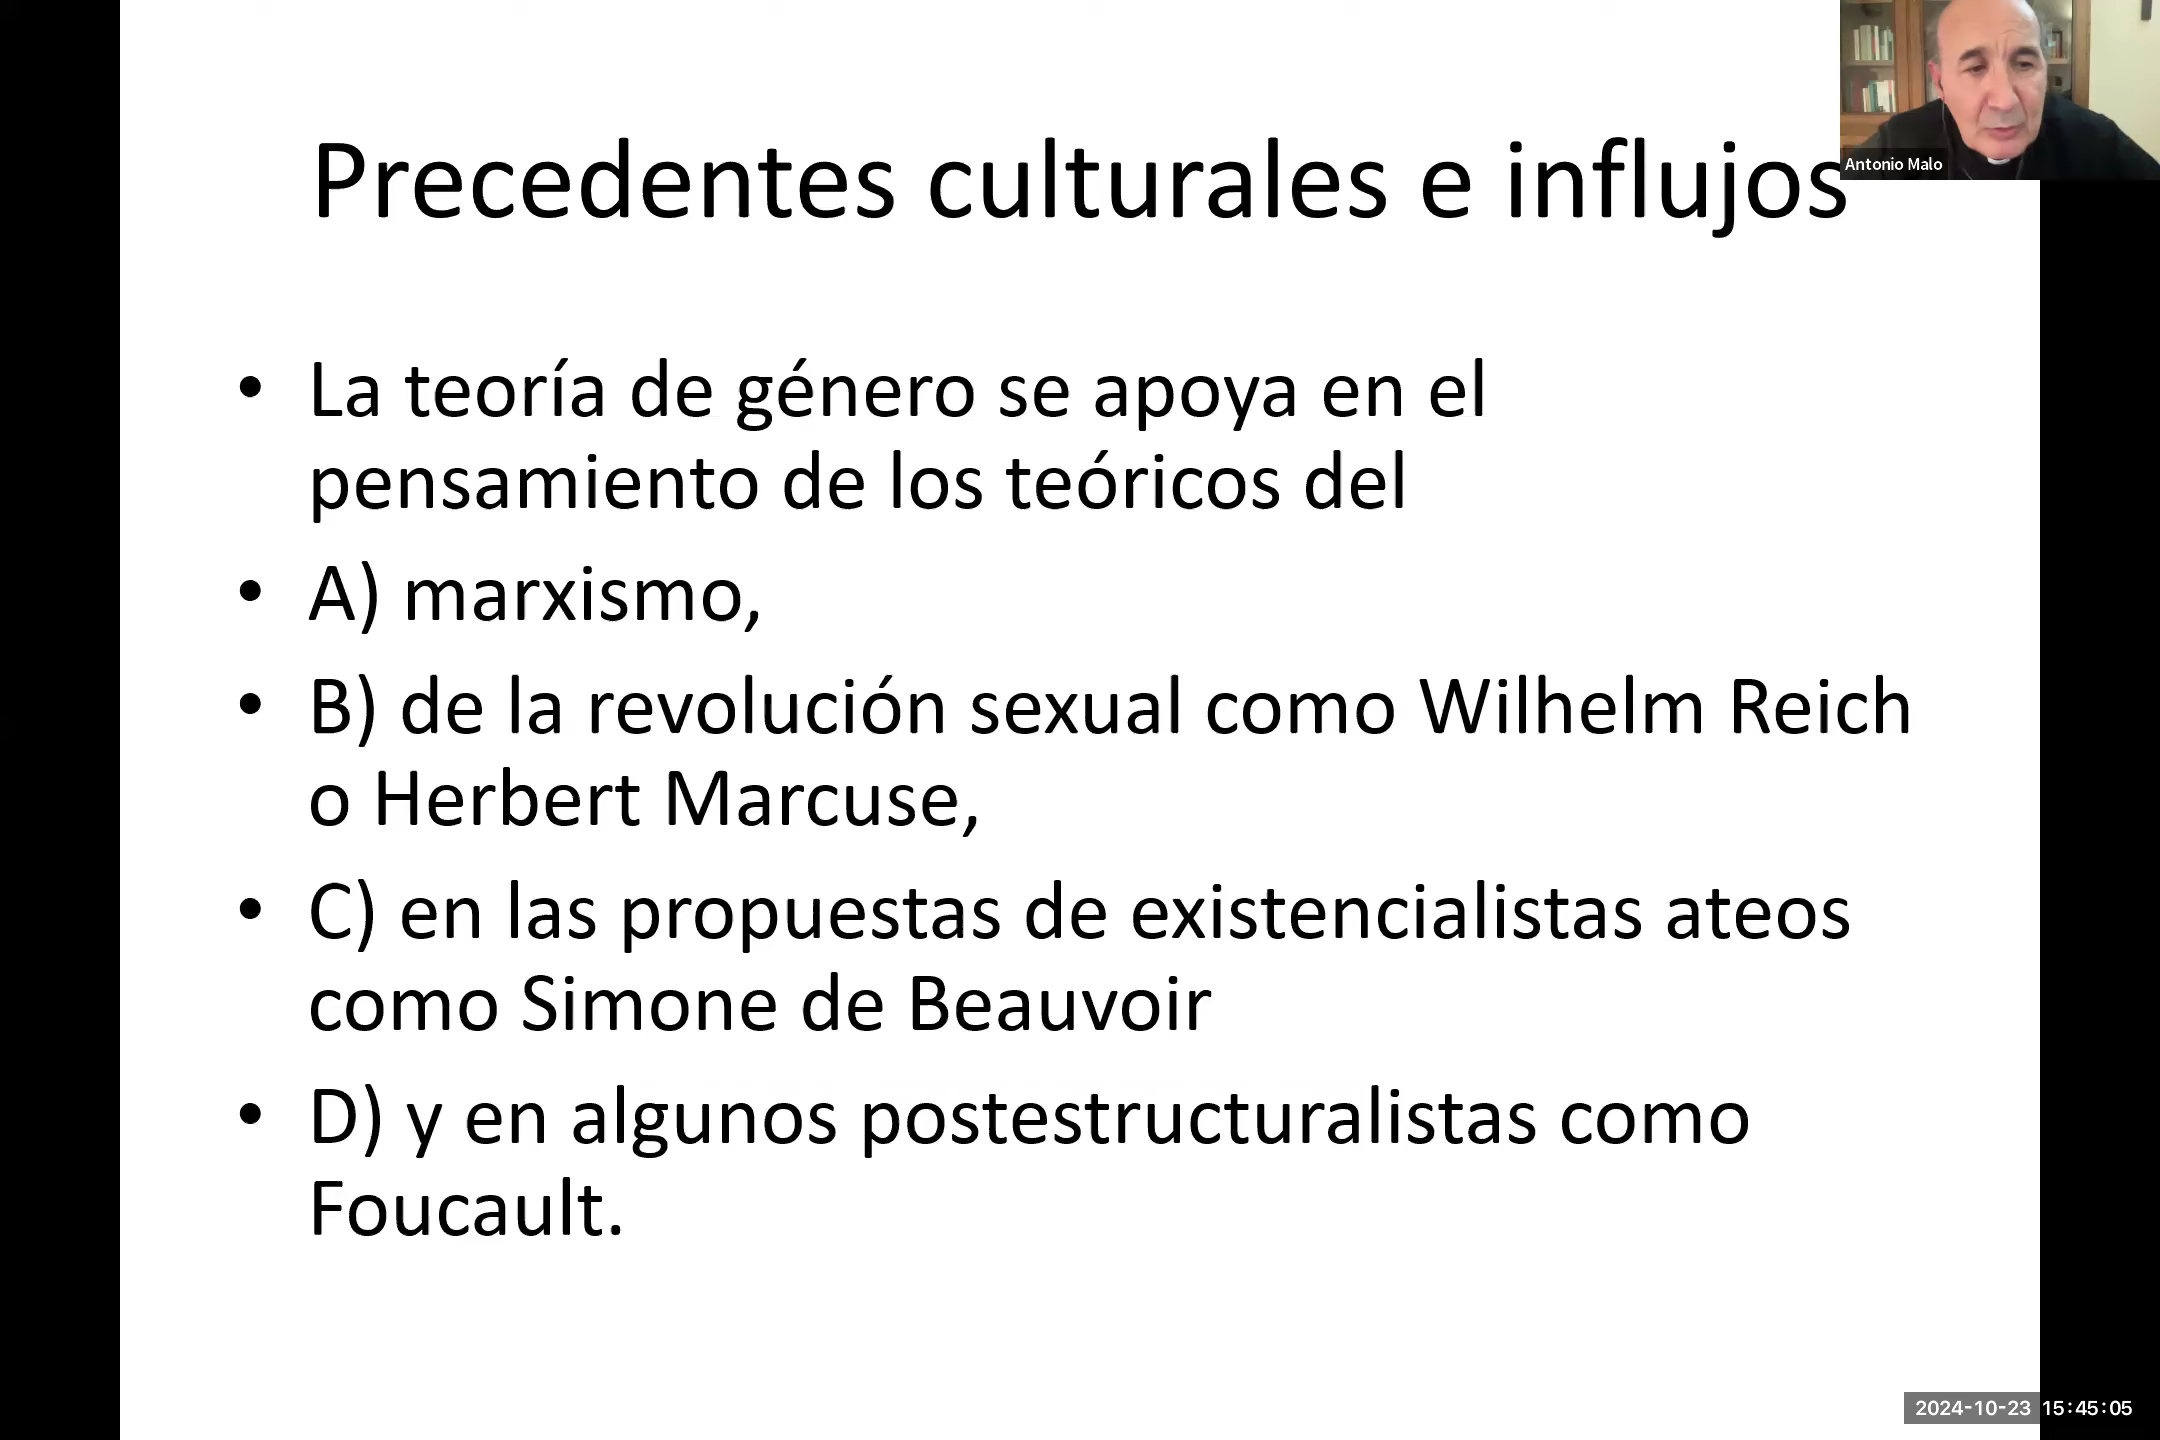 Antonio Malo
Precedentes culturales e influjos
• La teoría de género se apoya en el
pensamiento de los teóricos del
• A) marxismo,
• B) de la revolución sexual como Wilhelm Reich
o Herbert Marcuse,
• C) en las propuestas de existencialistas ateos
como Simone de Beauvoir
• D) y en algunos postestructuralistas como
Foucault.
2024-10-23 15:45:05